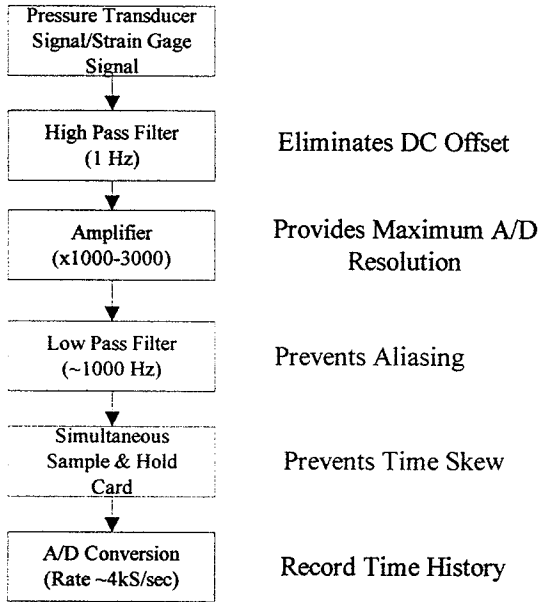 Pressure Transducer
Signal/Strain Gage
Signal
High Pass Filter
(1 Hz)
Eliminates DC Offset
Amplifier
(x1000-3000)
Provides Maximum A/D
Resolution
Low Pass Filter
(~1000 Hz)
Prevents Aliasing
Simultaneous
Sample & Hold
Card
Prevents Time Skew
A/D Conversion
(Rate ~4kS/sec)
Record Time History